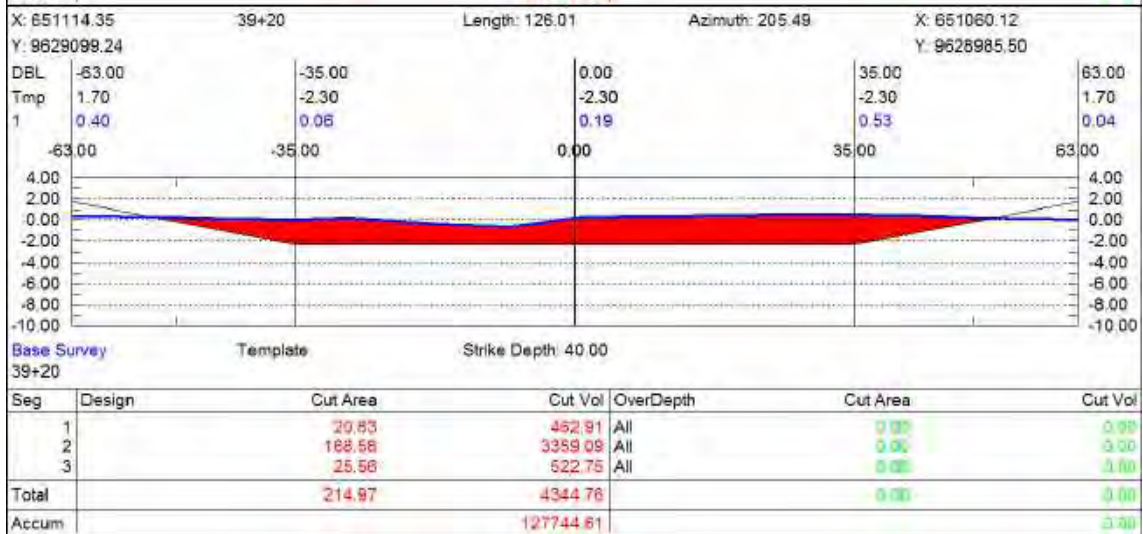 X: 651114.35 39+20 Length: 126.01 Azimuth: 205.49 X: 651060.12
Y: 9629099.24 Y: 9628985.50
DBL -63.00 -35.00 0.00 35.00 63.00
Tmp 1.70 -2.30 -2.30 -2.30 1.70
1 0.40 0.06 0.19 0.53 0.04
-63.00 -35.00 0.00 35.00 63.00
4.00 4.00
2.00 2.00
0.00 0.00
-2.00 -2.00
-4.00 -4.00
-6.00 -6.00
-8.00 -8.00
-10.00 -10.00
Base Survey Template Strike Depth: 40.00
39+20
Seg Design Cut Area Cut Vol OverDepth Cut Area Cut Vol
1 20.83 462.91 All 0.00 0.00
2 168.58 3359.09 All 0.00 0.00
3 25.56 522.75 All 0.00 0.00
Total 214.97 4344.76 0.00 0.00
Accum 127744.61 0.00